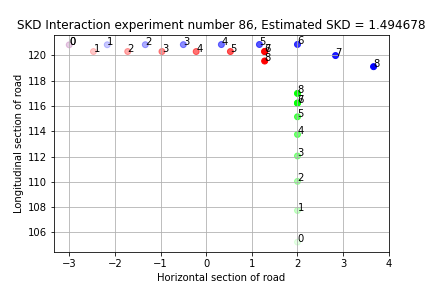 SKD Interaction experiment number 86, Estimated SKD = 1.494678
0 0 1 1 2 2 3 3 4 4 5 5 6 7 8 6 7 8
8 7 6 5 4 3 2 1 0
120
118
116
114
112
110
108
106
Longitudinal section of road
−3 −2 −1 0 1 2 3 4
Horizontal section of road